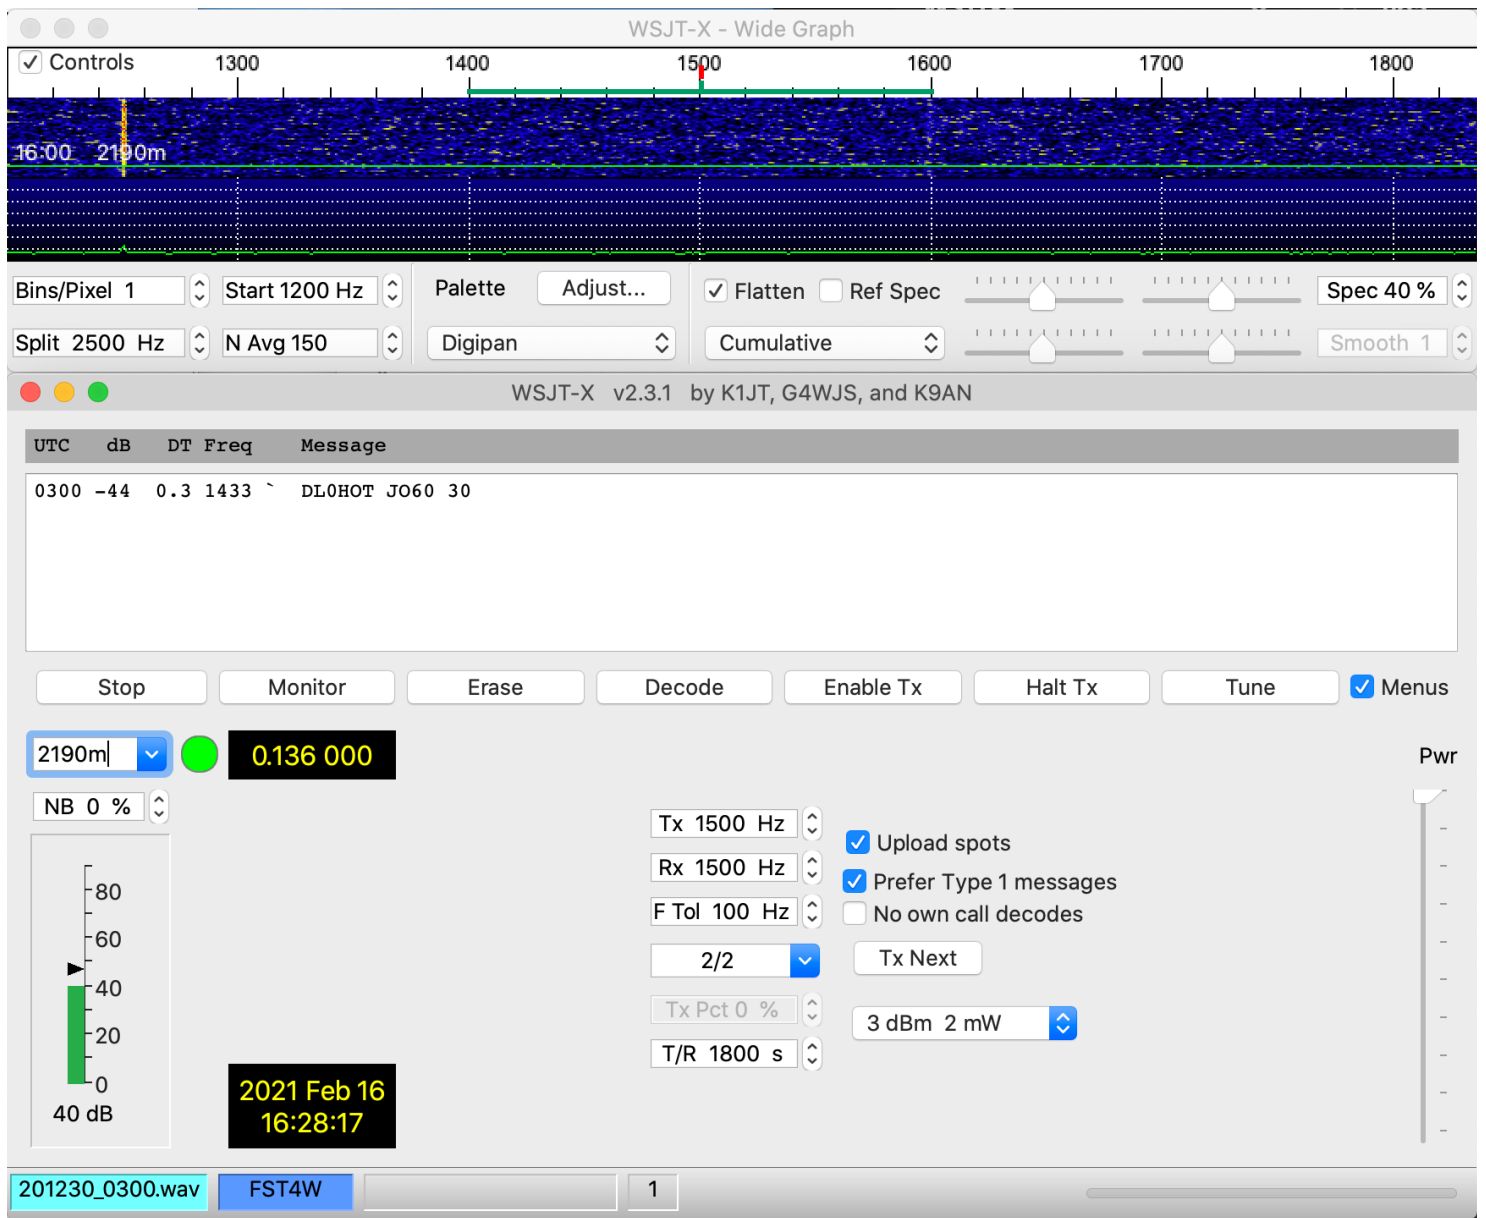 WSJT-X - Wide Graph
Controls 1300 1400 1500 1600 1700 1800
16:00 2190m
Bins/Pixel 1 Start 1200 Hz Palette Adjust... Flatten Ref Spec Spec 40 %
Split 2500 Hz N Avg 150 Digipan Cumulative Smooth 1
WSJT-X v2.3.1 by K1JT, G4WJS, and K9AN
UTC dB DT Freq Message
0300 -44 0.3 1433 ` DL0HOT JO60 30
Stop Monitor Erase Decode Enable Tx Halt Tx Tune Menus
2190m 0.136 000 Pwr
NB 0 %
Tx 1500 Hz
Upload spots
Rx 1500 Hz
Prefer Type 1 messages
F Tol 100 Hz
No own call decodes
2/2 Tx Next
Tx Pct 0 %
3 dBm 2 mW
T/R 1800 s
80
60
40
20
0
40 dB
2021 Feb 16
16:28:17
201230_0300.wav FST4W 1